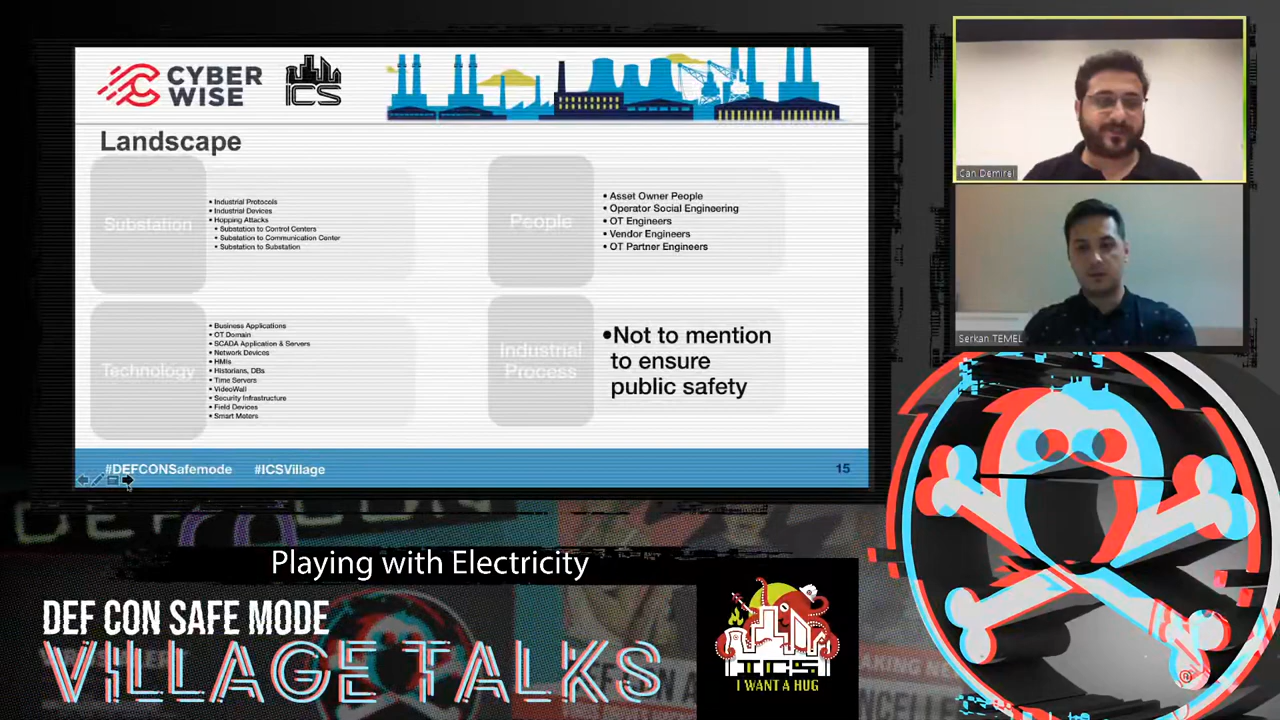 CYBER
WISE
ICS
Landscape
Substation
• Industrial Protocols
• Industrial Devices
• Hopping Attacks
• Substation to Control Centers
• Substation to Communication Center
• Substation to Substation
People
• Asset Owner People
• Operator Social Engineering
• OT Engineers
• Vendor Engineers
• OT Partner Engineers
Technology
• Business Applications
• OT Domain
• SCADA Application & Servers
• Network Devices
• HMIs
• Historians, DBs
• Time Servers
• VideoWall
• Security Infrastructure
• Field Devices
• Smart Meters
Industrial
Process
•Not to mention
to ensure
public safety
#DEFCONSafemode #ICSVillage
15
Can Demirel
Serkan TEMEL
DEF CON
Playing with Electricity
DEF CON SAFE MODE
VILLAGE TALKS
ICS
I WANT A HUG
®